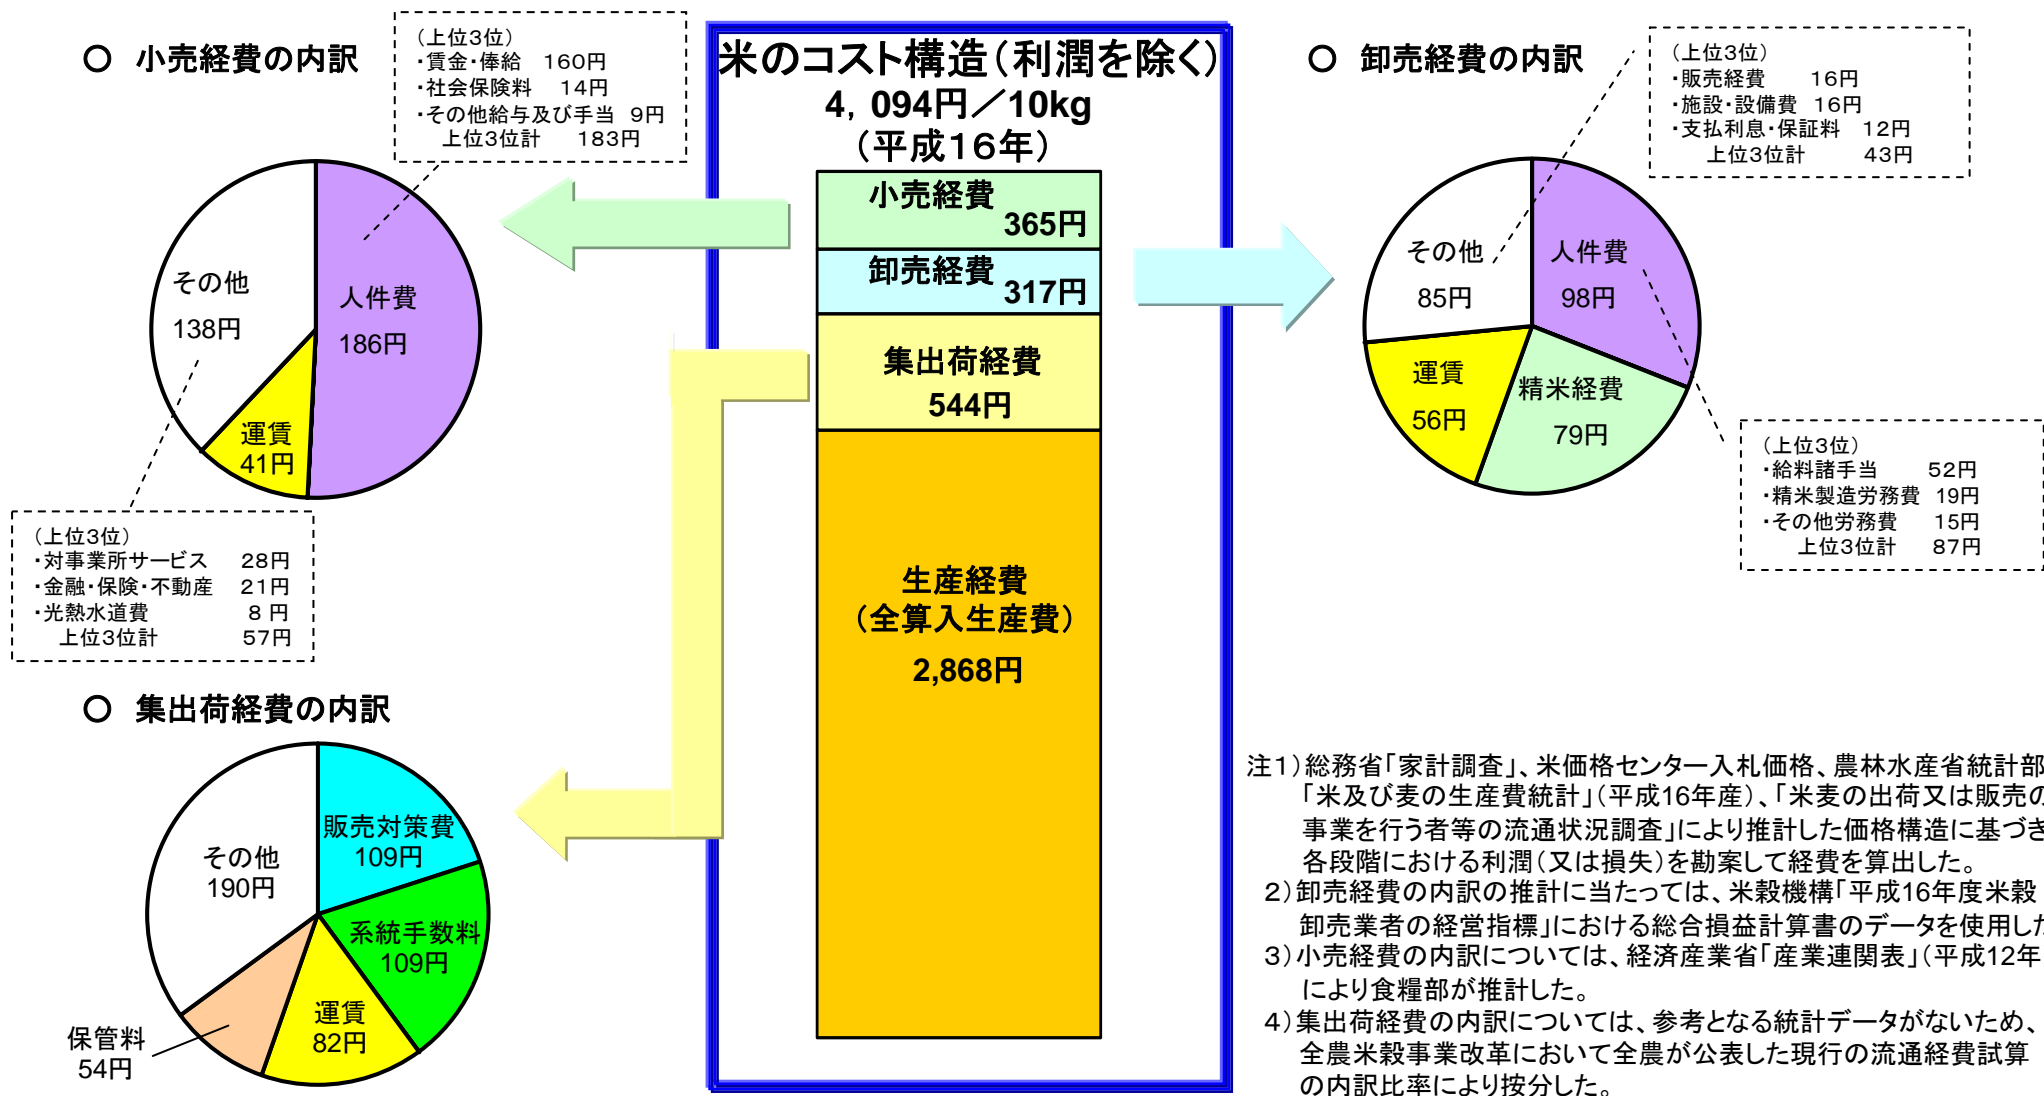 ○ 小売経費の内訳
（上位3位）
・賃金・俸給 160円
・社会保険料 14円
・その他給与及び手当 9円
上位3位計 183円
その他
138円
人件費
186円
運賃
41円
（上位3位）
・対事業所サービス 28円
・金融・保険・不動産 21円
・光熱水道費 8円
上位3位計 57円
米のコスト構造（利潤を除く）
4，094円／10kg
（平成16年）
小売経費
365円
卸売経費
317円
集出荷経費
544円
生産経費
（全算入生産費）
2,868円
○ 卸売経費の内訳
（上位3位）
・販売経費 16円
・施設・設備費 16円
・支払利息・保証料 12円
上位3位計 43円
その他
85円
人件費
98円
運賃
56円
精米経費
79円
（上位3位）
・給料諸手当 52円
・精米製造労務費 19円
・その他労務費 15円
上位3位計 87円
○ 集出荷経費の内訳
その他
190円
販売対策費
109円
系統手数料
109円
運賃
82円
保管料
54円
注1）総務省「家計調査」、米価格センター入札価格、農林水産省統計部
「米及び麦の生産費統計」（平成16年産）、「米麦の出荷又は販売の
事業を行う者等の流通状況調査」により推計した価格構造に基づき
各段階における利潤（又は損失）を勘案して経費を算出した。
2）卸売経費の内訳の推計に当たっては、米穀機構「平成16年度米穀
卸売業者の経営指標」における総合損益計算書のデータを使用した
3）小売経費の内訳については、経済産業省「産業連関表」（平成12年
により食糧部が推計した。
4）集出荷経費の内訳については、参考となる統計データがないため、
全農米穀事業改革において全農が公表した現行の流通経費試算
の内訳比率により按分した。